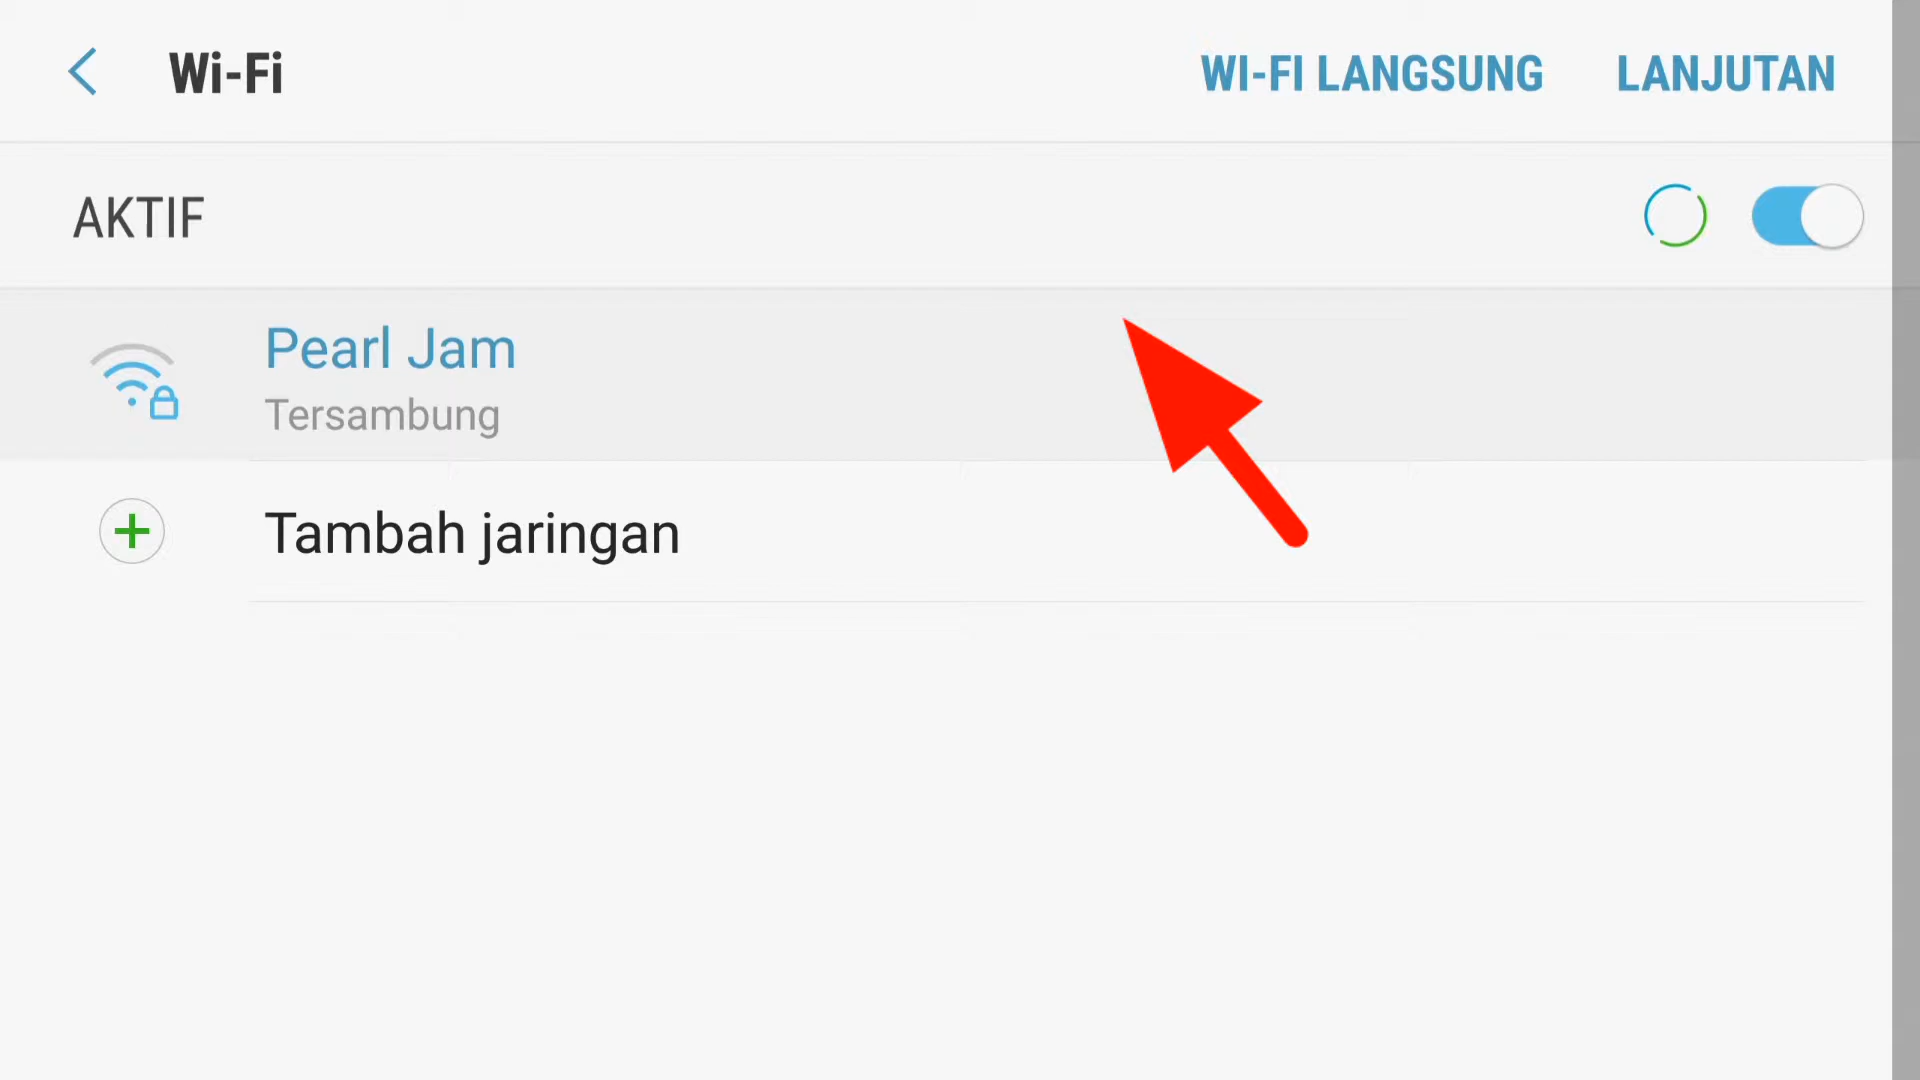 Wi-Fi WI-FI LANGSUNG LANJUTAN
AKTIF
Pearl Jam
Tersambung
Tambah jaringan